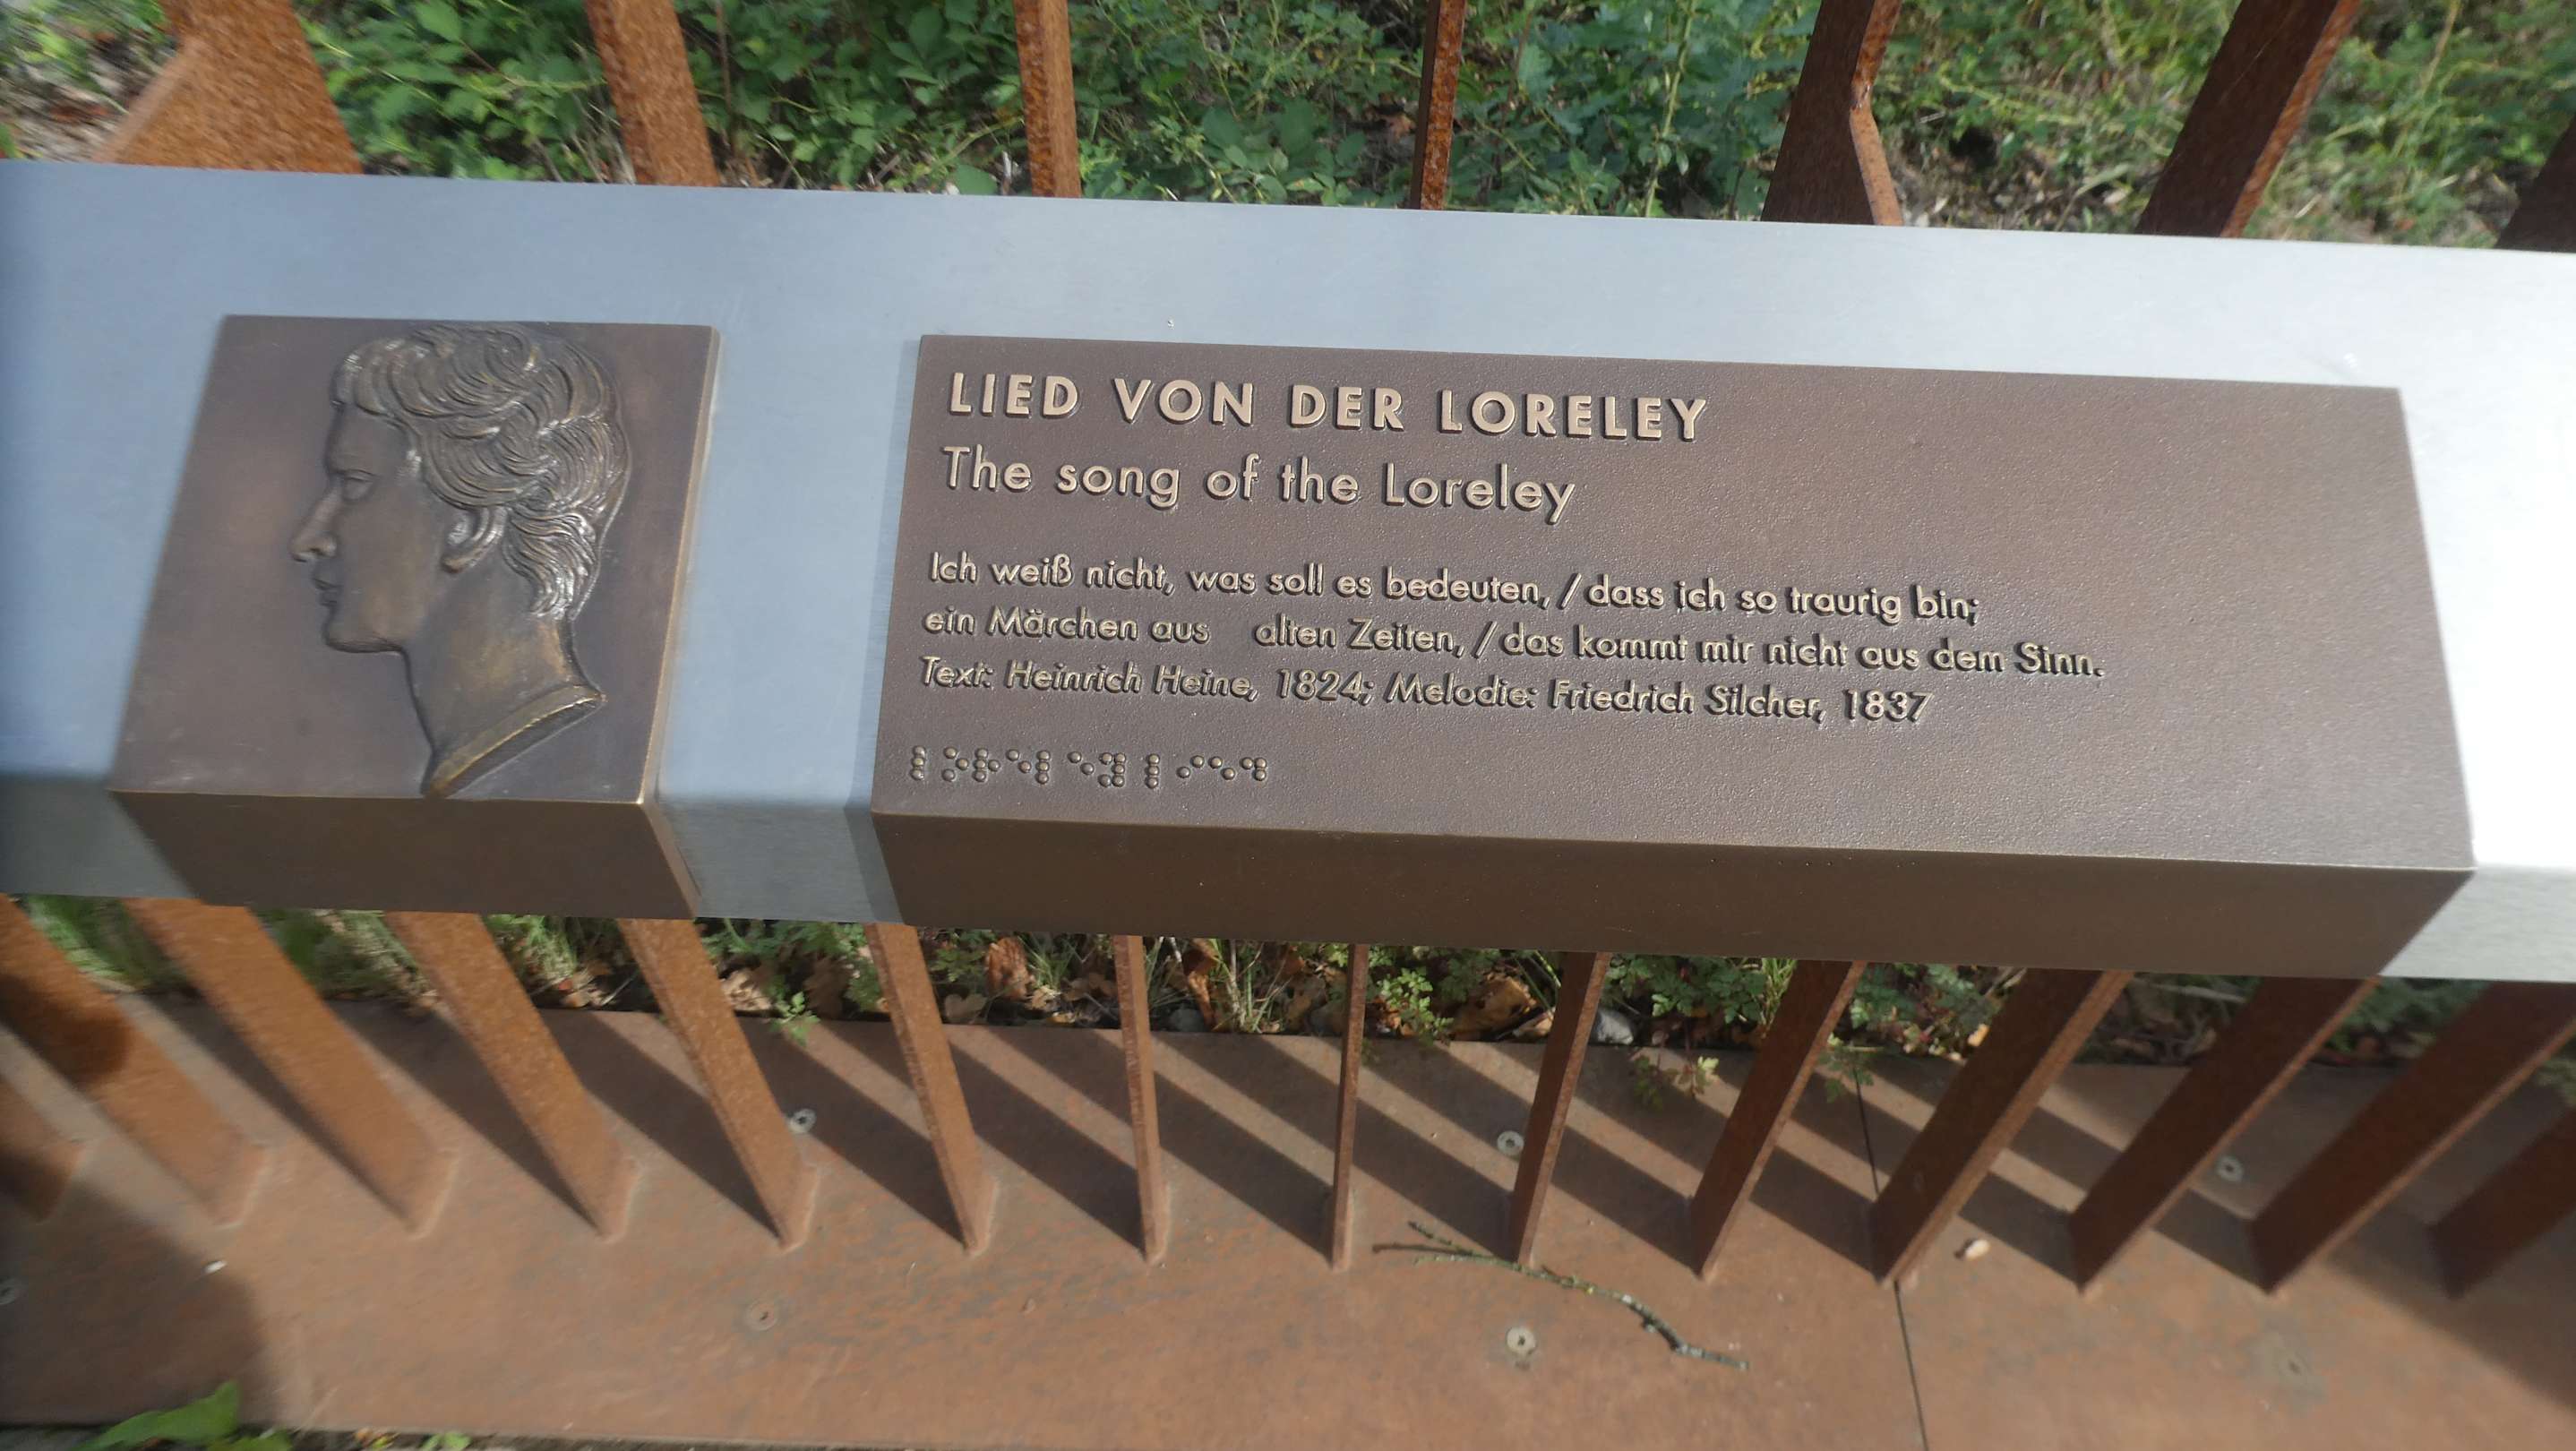 LIED VON DER LORELEY
The song of the Loreley
Ich weiß nicht, was soll es bedeuten, / dass ich so traurig bin;
ein Märchen aus alten Zeiten, / das kommt mir nicht aus dem Sinn.
Text: Heinrich Heine, 1824; Melodie: Friedrich Silcher, 1837